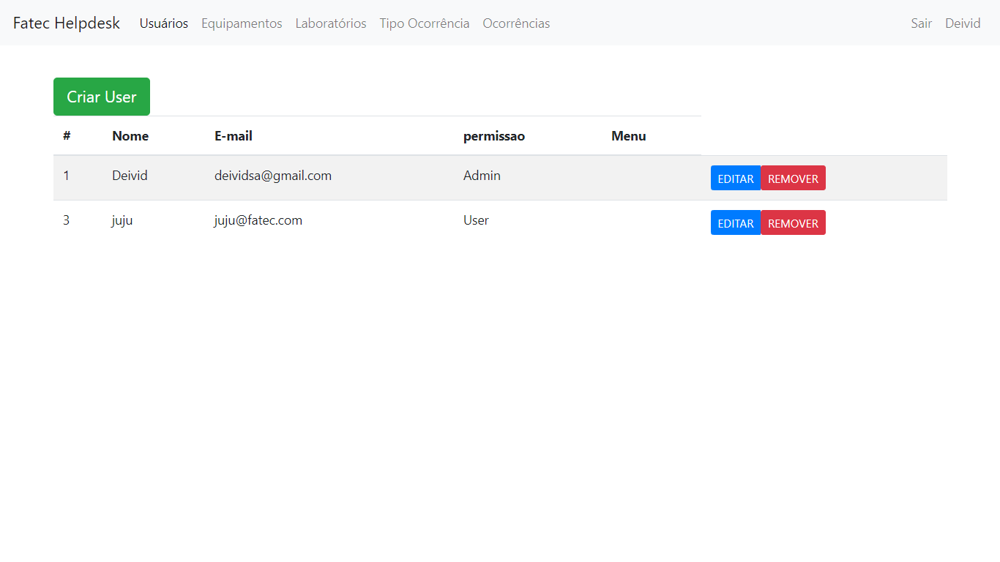 Fatec Helpdesk Usuários Equipamentos Laboratórios Tipo Ocorrência Ocorrências Sair Deivid
Criar User
# Nome E-mail permissao Menu
1 Deivid deividsa@gmail.com Admin EDITAR REMOVER
3 juju juju@fatec.com User EDITAR REMOVER